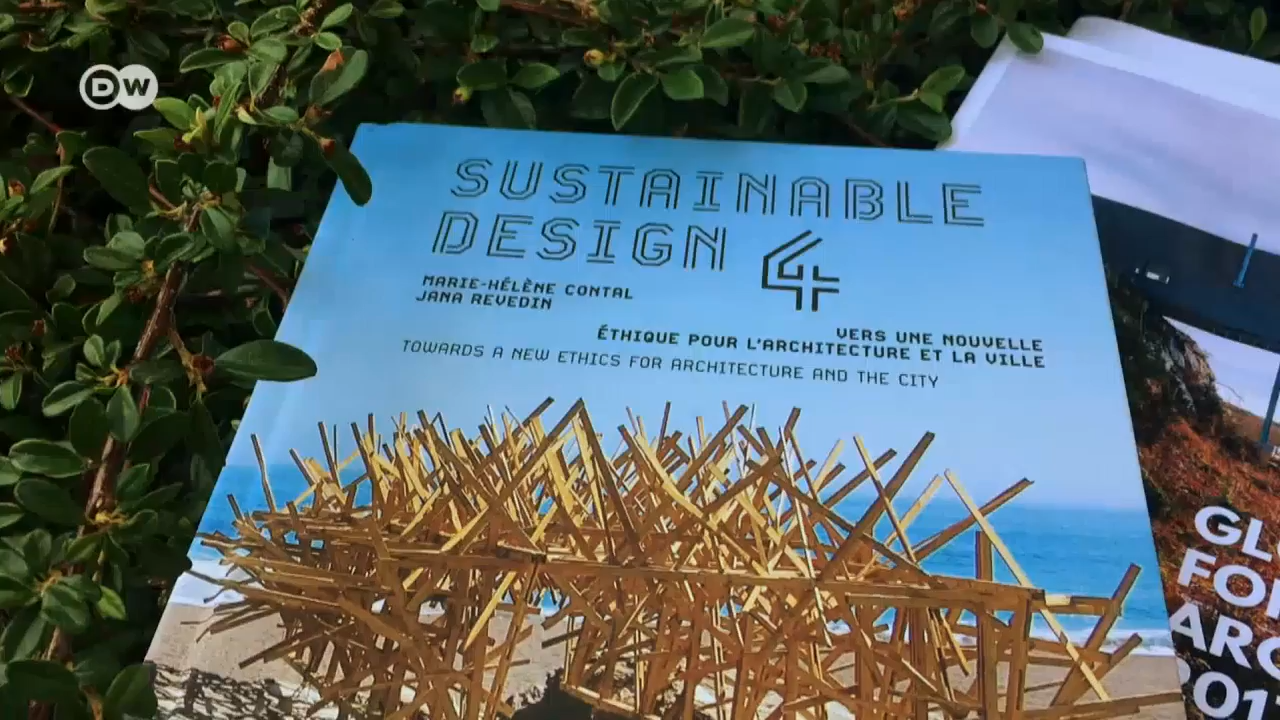 DW
SUSTAINABLE
DESIGN 4
MARIE-HÉLÈNE CONTAL
JANA REVEDIN
VERS UNE NOUVELLE
ÉTHIQUE POUR L'ARCHITECTURE ET LA VILLE
TOWARDS A NEW ETHICS FOR ARCHITECTURE AND THE CITY